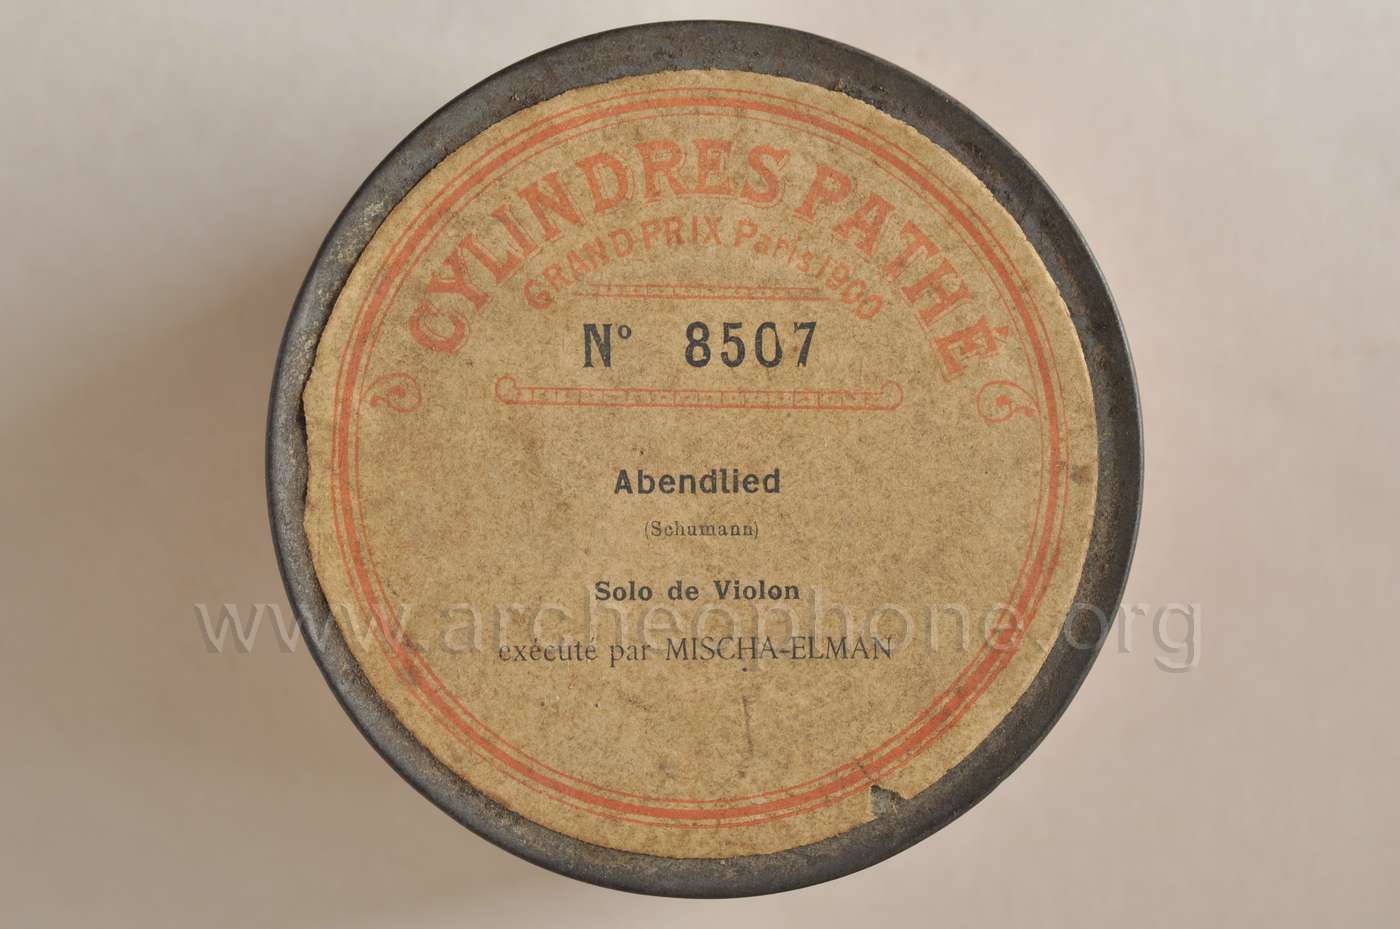 CYLINDRES PATHÉ
GRAND PRIX Paris 1900
Nº 8507
Abendlied
(Schumann)
Solo de Violon
www.archeophone.org
exécuté par MISCHA-ELMAN